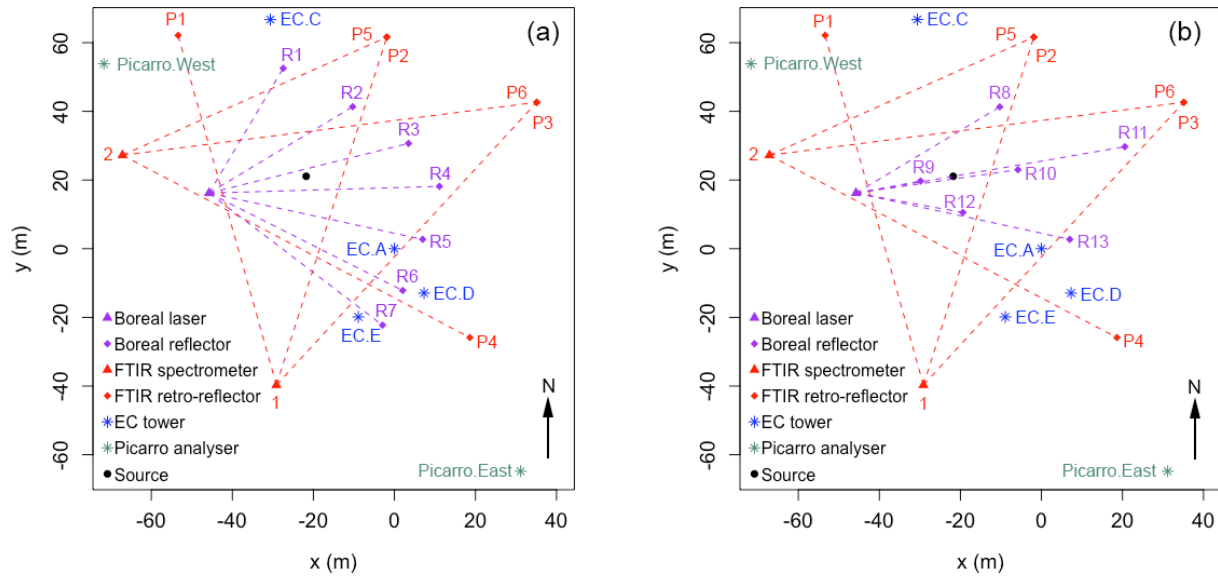 (a)
P1
EC.C
P5
P2
R1
Picarro.West
R2
P6
P3
R3
2
R4
R5
EC.A
R6
EC.D
R7
EC.E
P4
1
Boreal laser
Boreal reflector
FTIR spectrometer
FTIR retro-reflector
EC tower
Picarro analyser
Source
N
Picarro.East
60
40
20
0
-20
-40
-60
y (m)
-60 -40 -20 0 20 40
x (m)
(b)
P1
EC.C
P5
P2
Picarro.West
R8
P6
P3
R11
2
R9
R10
R12
R13
EC.A
EC.D
EC.E
P4
1
Boreal laser
Boreal reflector
FTIR spectrometer
FTIR retro-reflector
EC tower
Picarro analyser
Source
N
Picarro.East
60
40
20
0
-20
-40
-60
y (m)
-60 -40 -20 0 20 40
x (m)